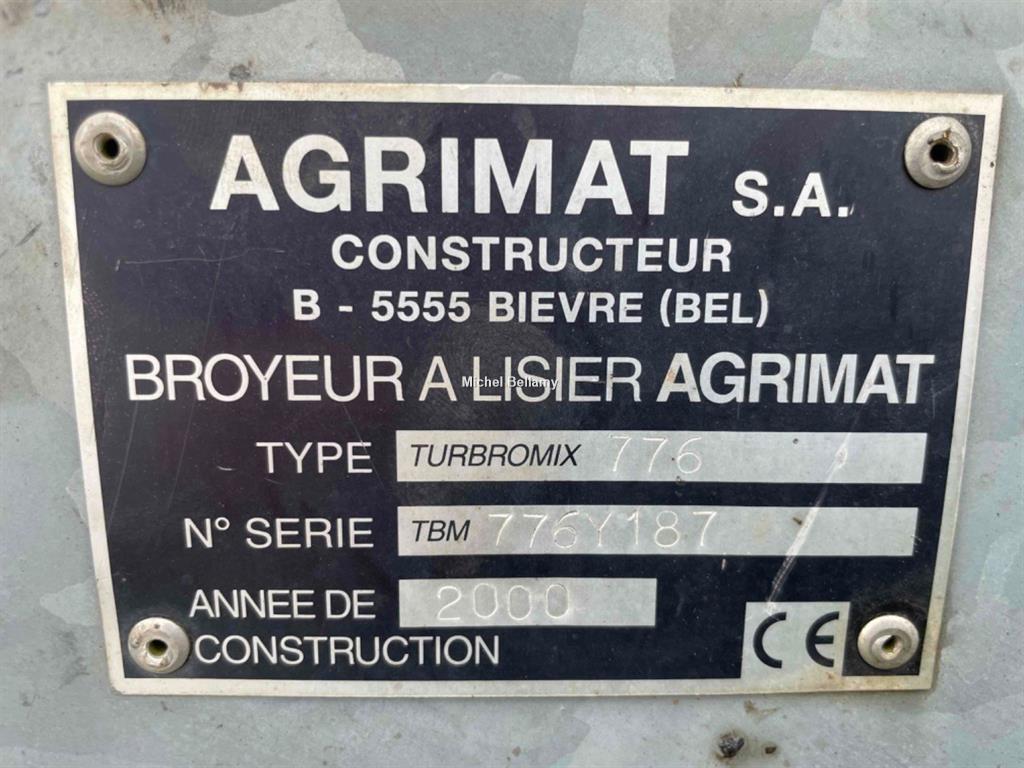 AGRIMAT S.A.
CONSTRUCTEUR
B - 5555 BIEVRE (BEL)
BROYEUR A LISIER AGRIMAT
Michel Bellamy
TYPE TURBROMIX 776
N° SERIE TBM 776Y187
ANNEE DE 2000
CONSTRUCTION CE